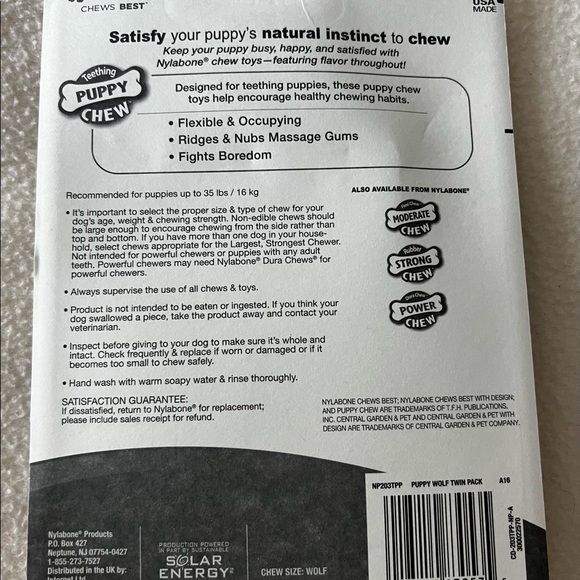 CHEWS BEST®
USA
MADE
Satisfy your puppy's natural instinct to chew
Keep your puppy busy, happy, and satisfied with
Nylabone® chew toys—featuring flavor throughout!
Teething
PUPPY
CHEW™
Designed for teething puppies, these puppy chew
toys help encourage healthy chewing habits.
• Flexible & Occupying
• Ridges & Nubs Massage Gums
• Fights Boredom
Recommended for puppies up to 35 lbs / 16 kg
• It's important to select the proper size & type of chew for your
dog's age, weight & chewing strength. Non-edible chews should
be large enough to encourage chewing from the side rather than
top and bottom. If you have more than one dog in your house-
hold, select chews appropriate for the Largest, Strongest Chewer.
Not intended for powerful chewers or puppies with any adult
teeth. Powerful chewers may need Nylabone® Dura Chews® for
powerful chewers.
• Always supervise the use of all chews & toys.
• Product is not intended to be eaten or ingested. If you think your
dog swallowed a piece, take the product away and contact your
veterinarian.
• Inspect before giving to your dog to make sure it's whole and
intact. Check frequently & replace if worn or damaged or if it
becomes too small to chew safely.
• Hand wash with warm soapy water & rinse thoroughly.
SATISFACTION GUARANTEE:
If dissatisfied, return to Nylabone® for replacement;
please include sales receipt for refund.
ALSO AVAILABLE FROM NYLABONE®
MODERATE
CHEW
Rubber
STRONG
CHEW
Dura Chew
POWER
CHEW
NYLABONE CHEWS BEST; NYLABONE CHEWS BEST WITH DESIGN;
AND PUPPY CHEW ARE TRADEMARKS OF T.F.H. PUBLICATIONS,
INC. CENTRAL GARDEN & PET AND CENTRAL GARDEN & PET WITH
DESIGN ARE TRADEMARKS OF CENTRAL GARDEN & PET COMPANY.
NP203TPP PUPPY WOLF TWIN PACK A16
CD-203TPP-NP-A
300022570
Nylabone® Products
P.O. Box 427
Neptune, NJ 07754-0427
1-855-273-7527
Distributed in the UK by:
PRODUCTION POWERED
IN PART BY SUSTAINABLE
SOLAR
ENERGY
CHEW SIZE: WOLF